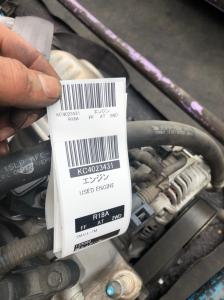 KC4023431 エンジン
R18A FF AT 2WD
KC4023431
エンジン
USED ENGINE
R18A
FF AT 2WD